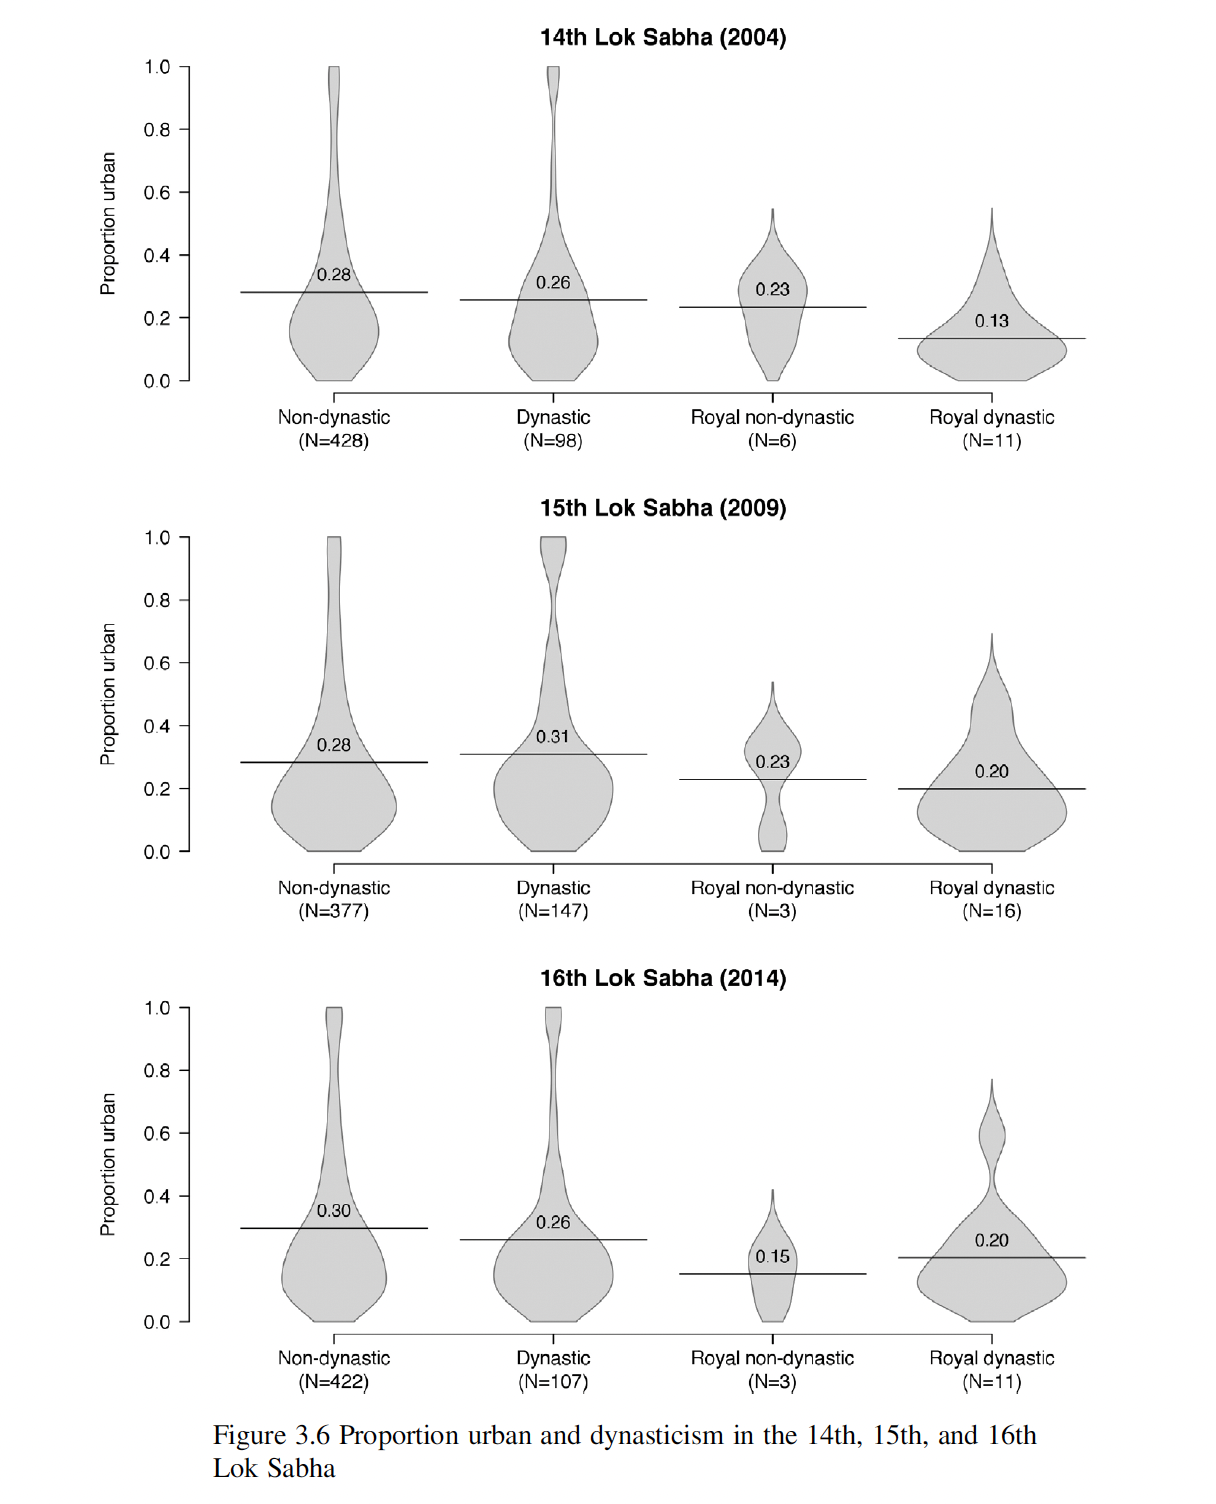 14th Lok Sabha (2004)
Proportion urban
1.0
0.8
0.6
0.4
0.2
0.0
0.28
0.26
0.23
0.13
Non-dynastic
(N=428)
Dynastic
(N=98)
Royal non-dynastic
(N=6)
Royal dynastic
(N=11)
15th Lok Sabha (2009)
Proportion urban
1.0
0.8
0.6
0.4
0.2
0.0
0.28
0.31
0.23
0.20
Non-dynastic
(N=377)
Dynastic
(N=147)
Royal non-dynastic
(N=3)
Royal dynastic
(N=16)
16th Lok Sabha (2014)
Proportion urban
1.0
0.8
0.6
0.4
0.2
0.0
0.30
0.26
0.15
0.20
Non-dynastic
(N=422)
Dynastic
(N=107)
Royal non-dynastic
(N=3)
Royal dynastic
(N=11)
Figure 3.6 Proportion urban and dynasticism in the 14th, 15th, and 16th
Lok Sabha